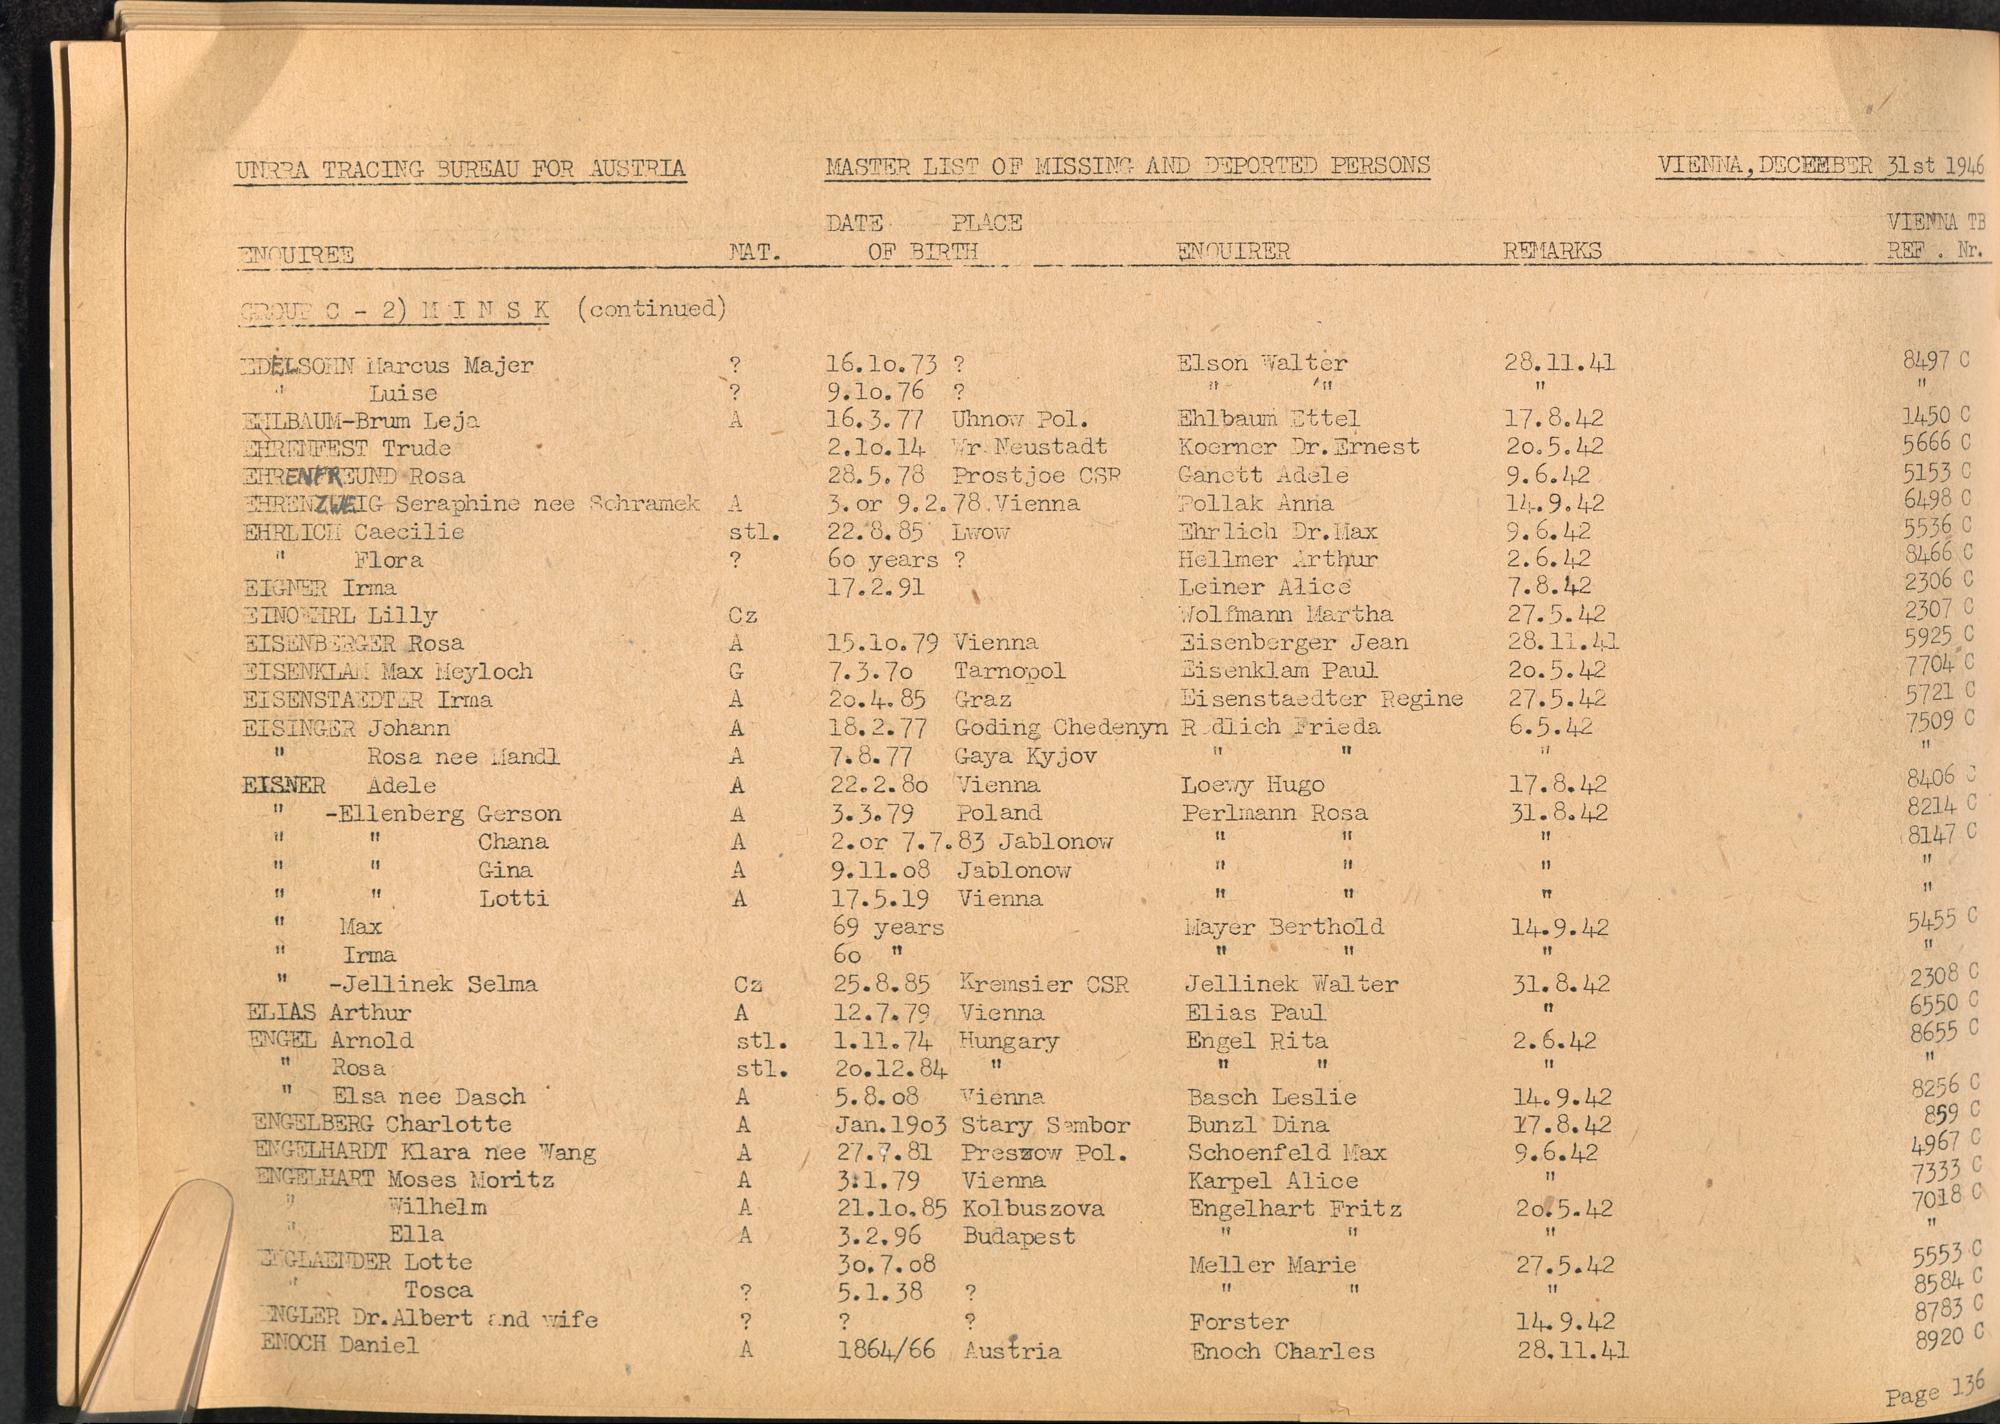 UNRRA TRACING BUREAU FOR AUSTRIA MASTER LIST OF MISSING AND DEPORTED PERSONS VIENNA, DECEMBER 31st 1946
DATE PLACE VIENNA TB
ENQUIREE NAT. OF BIRTH ENQUIRER REMARKS REF. Nr.
GROUP C - 2) M I N S K (continued)
EDELSOHN Marcus Majer ? 16.1o.73 ? Elson Walter 28.11.41 8497 C
" Luise ? 9.1o.76 ? " " " "
EHLBAUM-Brum Leja A 16.3.77 Uhnow Pol. Ehlbaum Ettel 17.8.42 1450 C
EHRENFEST Trude 2.1o.14 Wr.Neustadt Koerner Dr.Ernest 2o.5.42 5666 C
EHRENFREUND Rosa 28.5.78 Prostjoe CSR Ganett Adele 9.6.42 5153 C
EHRENZWEIG Seraphine nee Schramek A 3.or 9.2.78.Vienna Pollak Anna 14.9.42 6498 C
EHRLICH Caecilie stl. 22.8.85 Lwow Ehrlich Dr.Max 9.6.42 5536 C
" Flora ? 6o years ? Hellmer Arthur 2.6.42 8466 C
EIGNER Irma 17.2.91 Leiner Alice 7.8.42 2306 C
EINOEHRL Lilly Cz Wolfmann Martha 27.5.42 2307 C
EISENBERGER Rosa A 15.1o.79 Vienna Eisenberger Jean 28.11.41 5925 C
EISENKLAM Max Meyloch G 7.3.7o Tarnopol Eisenklam Paul 2o.5.42 7704 C
EISENSTAEDTER Irma A 2o.4.85 Graz Eisenstaedter Regine 27.5.42 5721 C
EISINGER Johann A 18.2.77 Goding Chedenyn Redlich Frieda 6.5.42 7509 C
" Rosa nee Mandl A 7.8.77 Gaya Kyjov " " " "
EISNER Adele A 22.2.8o Vienna Loewy Hugo 17.8.42 8406 C
" -Ellenberg Gerson A 3.3.79 Poland Perlmann Rosa 31.8.42 8214 C
" " Chana A 2.or 7.7.83 Jablonow " " " 8147 C
" " Gina A 9.11.o8 Jablonow " " " "
" " Lotti A 17.5.19 Vienna " " " "
" Max 69 years Mayer Berthold 14.9.42 5455 C
" Irma 6o " " " " "
" -Jellinek Selma Cz 25.8.85 Kremsier CSR Jellinek Walter 31.8.42 2308 C
ELIAS Arthur A 12.7.79 Vienna Elias Paul " 6550 C
ENGEL Arnold stl. 1.11.74 Hungary Engel Rita 2.6.42 8655 C
" Rosa stl. 2o.12.84 " " " " "
" Elsa nee Dasch A 5.8.o8 Vienna Basch Leslie 14.9.42 8256 C
ENGELBERG Charlotte A Jan.19o3 Stary Sambor Bunzl Dina 17.8.42 859 C
ENGELHARDT Klara nee Wang A 27.7.81 Preszow Pol. Schoenfeld Max 9.6.42 4967 C
ENGELHART Moses Moritz A 3.1.79 Vienna Karpel Alice " 7333 C
" Wilhelm A 21.1o.85 Kolbuszova Engelhart Fritz 2o.5.42 7018 C
" Ella A 3.2.96 Budapest " " " "
ENGLAENDER Lotte 3o.7.o8 Meller Marie 27.5.42 5553 C
" Tosca ? 5.1.38 ? " " " 8584 C
ENGLER Dr.Albert and wife ? ? ? Forster 14.9.42 8783 C
ENOCH Daniel A 1864/66 Austria Enoch Charles 28.11.41 8920 C
Page 136